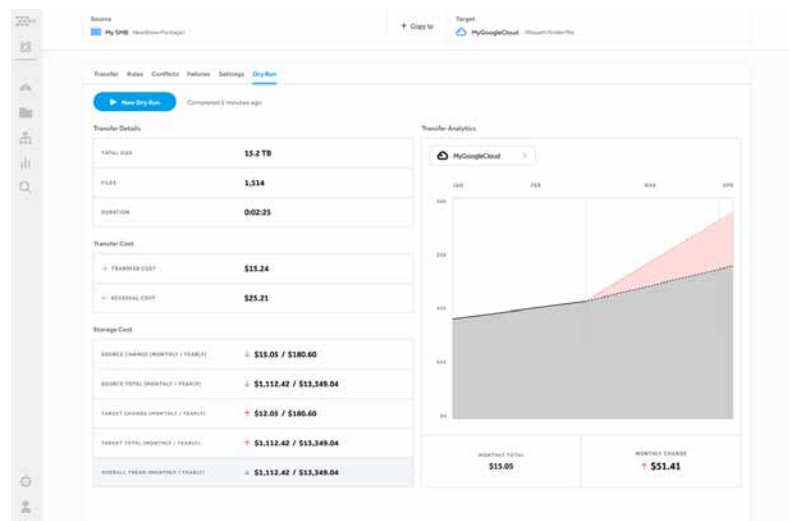 Source
My SMB
Copy to
Target
MyGoogleCloud
Transfer Rules Conflicts Failures Settings Dry Run
New Dry Run
Completed 2 minutes ago
Transfer Details
TOTAL SIZE 15.2 TB
FILES 1,514
DURATION 0:02:25
Transfer Cost
TRANSFER COST $15.24
REVERSAL COST $25.21
Storage Cost
SOURCE CHANGE (MONTHLY / YEARLY) ↓ $15.05 / $180.60
SOURCE TOTAL (MONTHLY / YEARLY) ↓ $1,112.42 / $13,349.04
TARGET CHANGE (MONTHLY / YEARLY) ↑ $12.05 / $180.60
TARGET TOTAL (MONTHLY / YEARLY) ↑ $1,112.42 / $13,349.04
OVERALL TREND (MONTHLY / YEARLY) ↓ $1,112.42 / $13,349.04
Transfer Analytics
MyGoogleCloud
JAN FEB MAR APR
MONTHLY TOTAL
$15.05
MONTHLY CHARGE
↑ $51.41